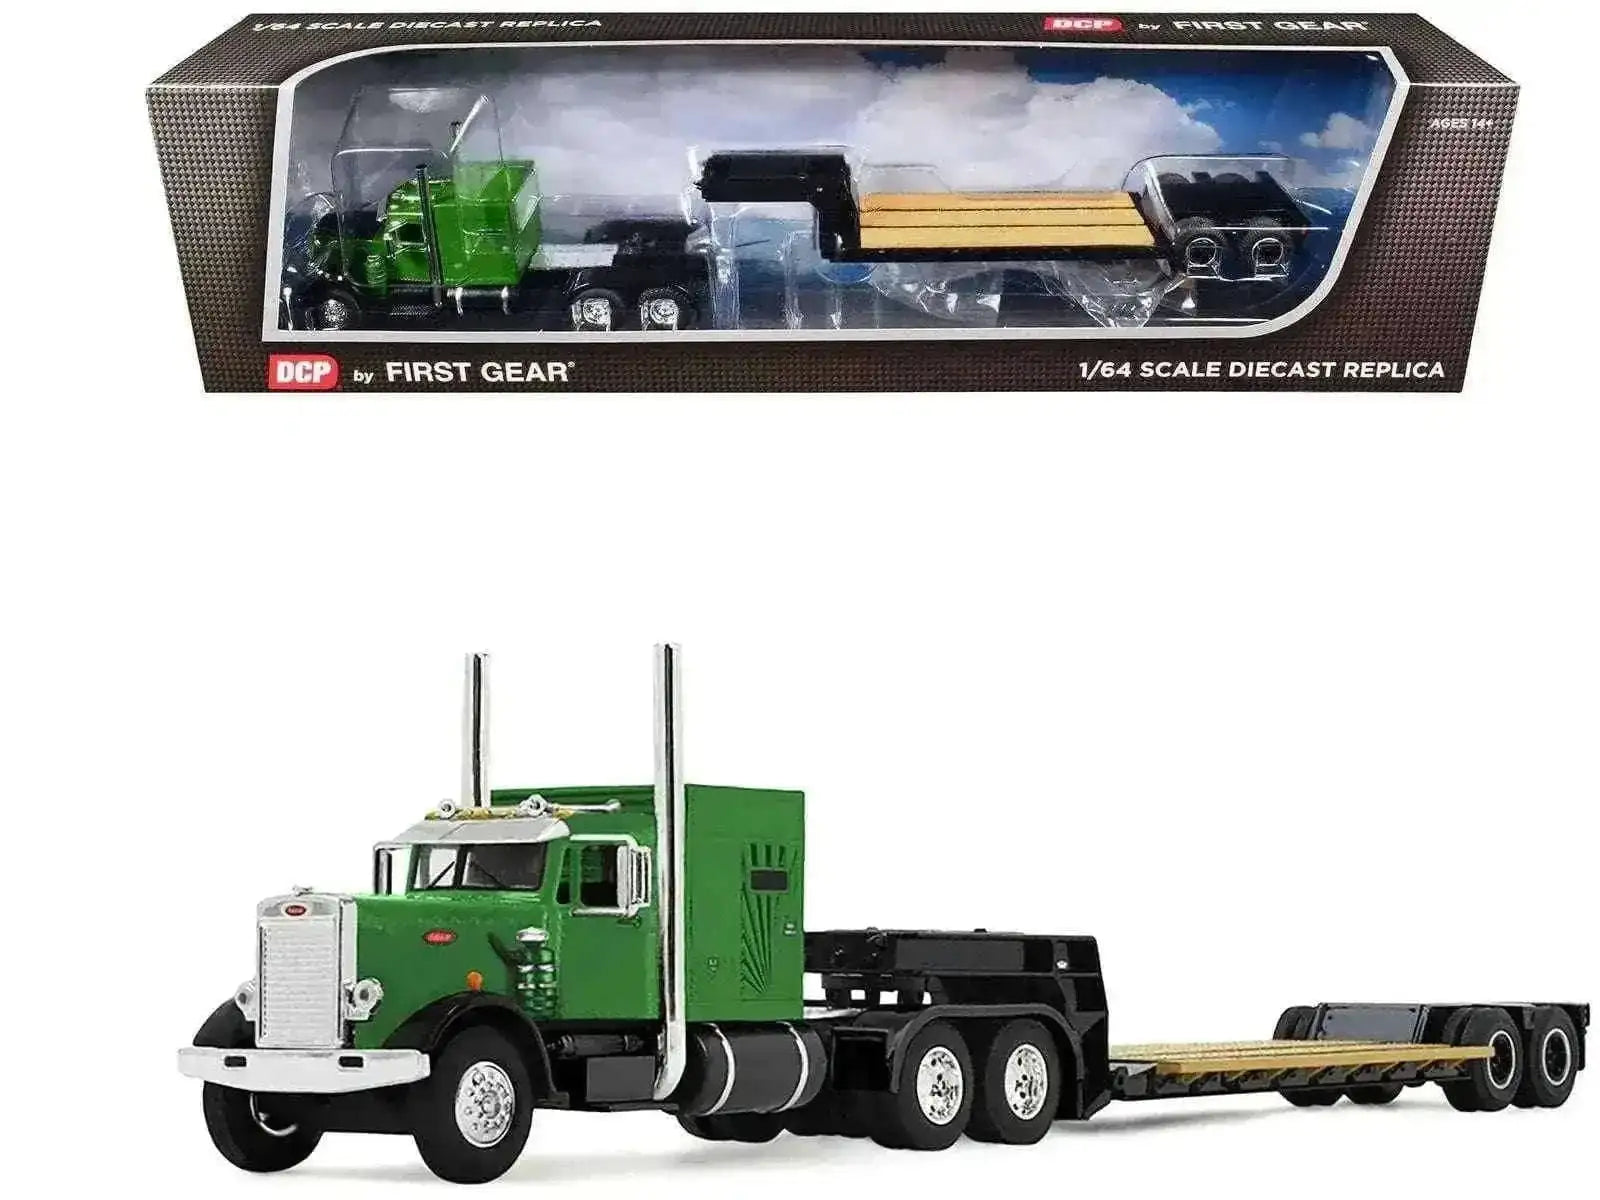 1/64 SCALE DIECAST REPLICA
DCP by FIRST GEAR®
AGES 14+
DCP by FIRST GEAR®
1/64 SCALE DIECAST REPLICA